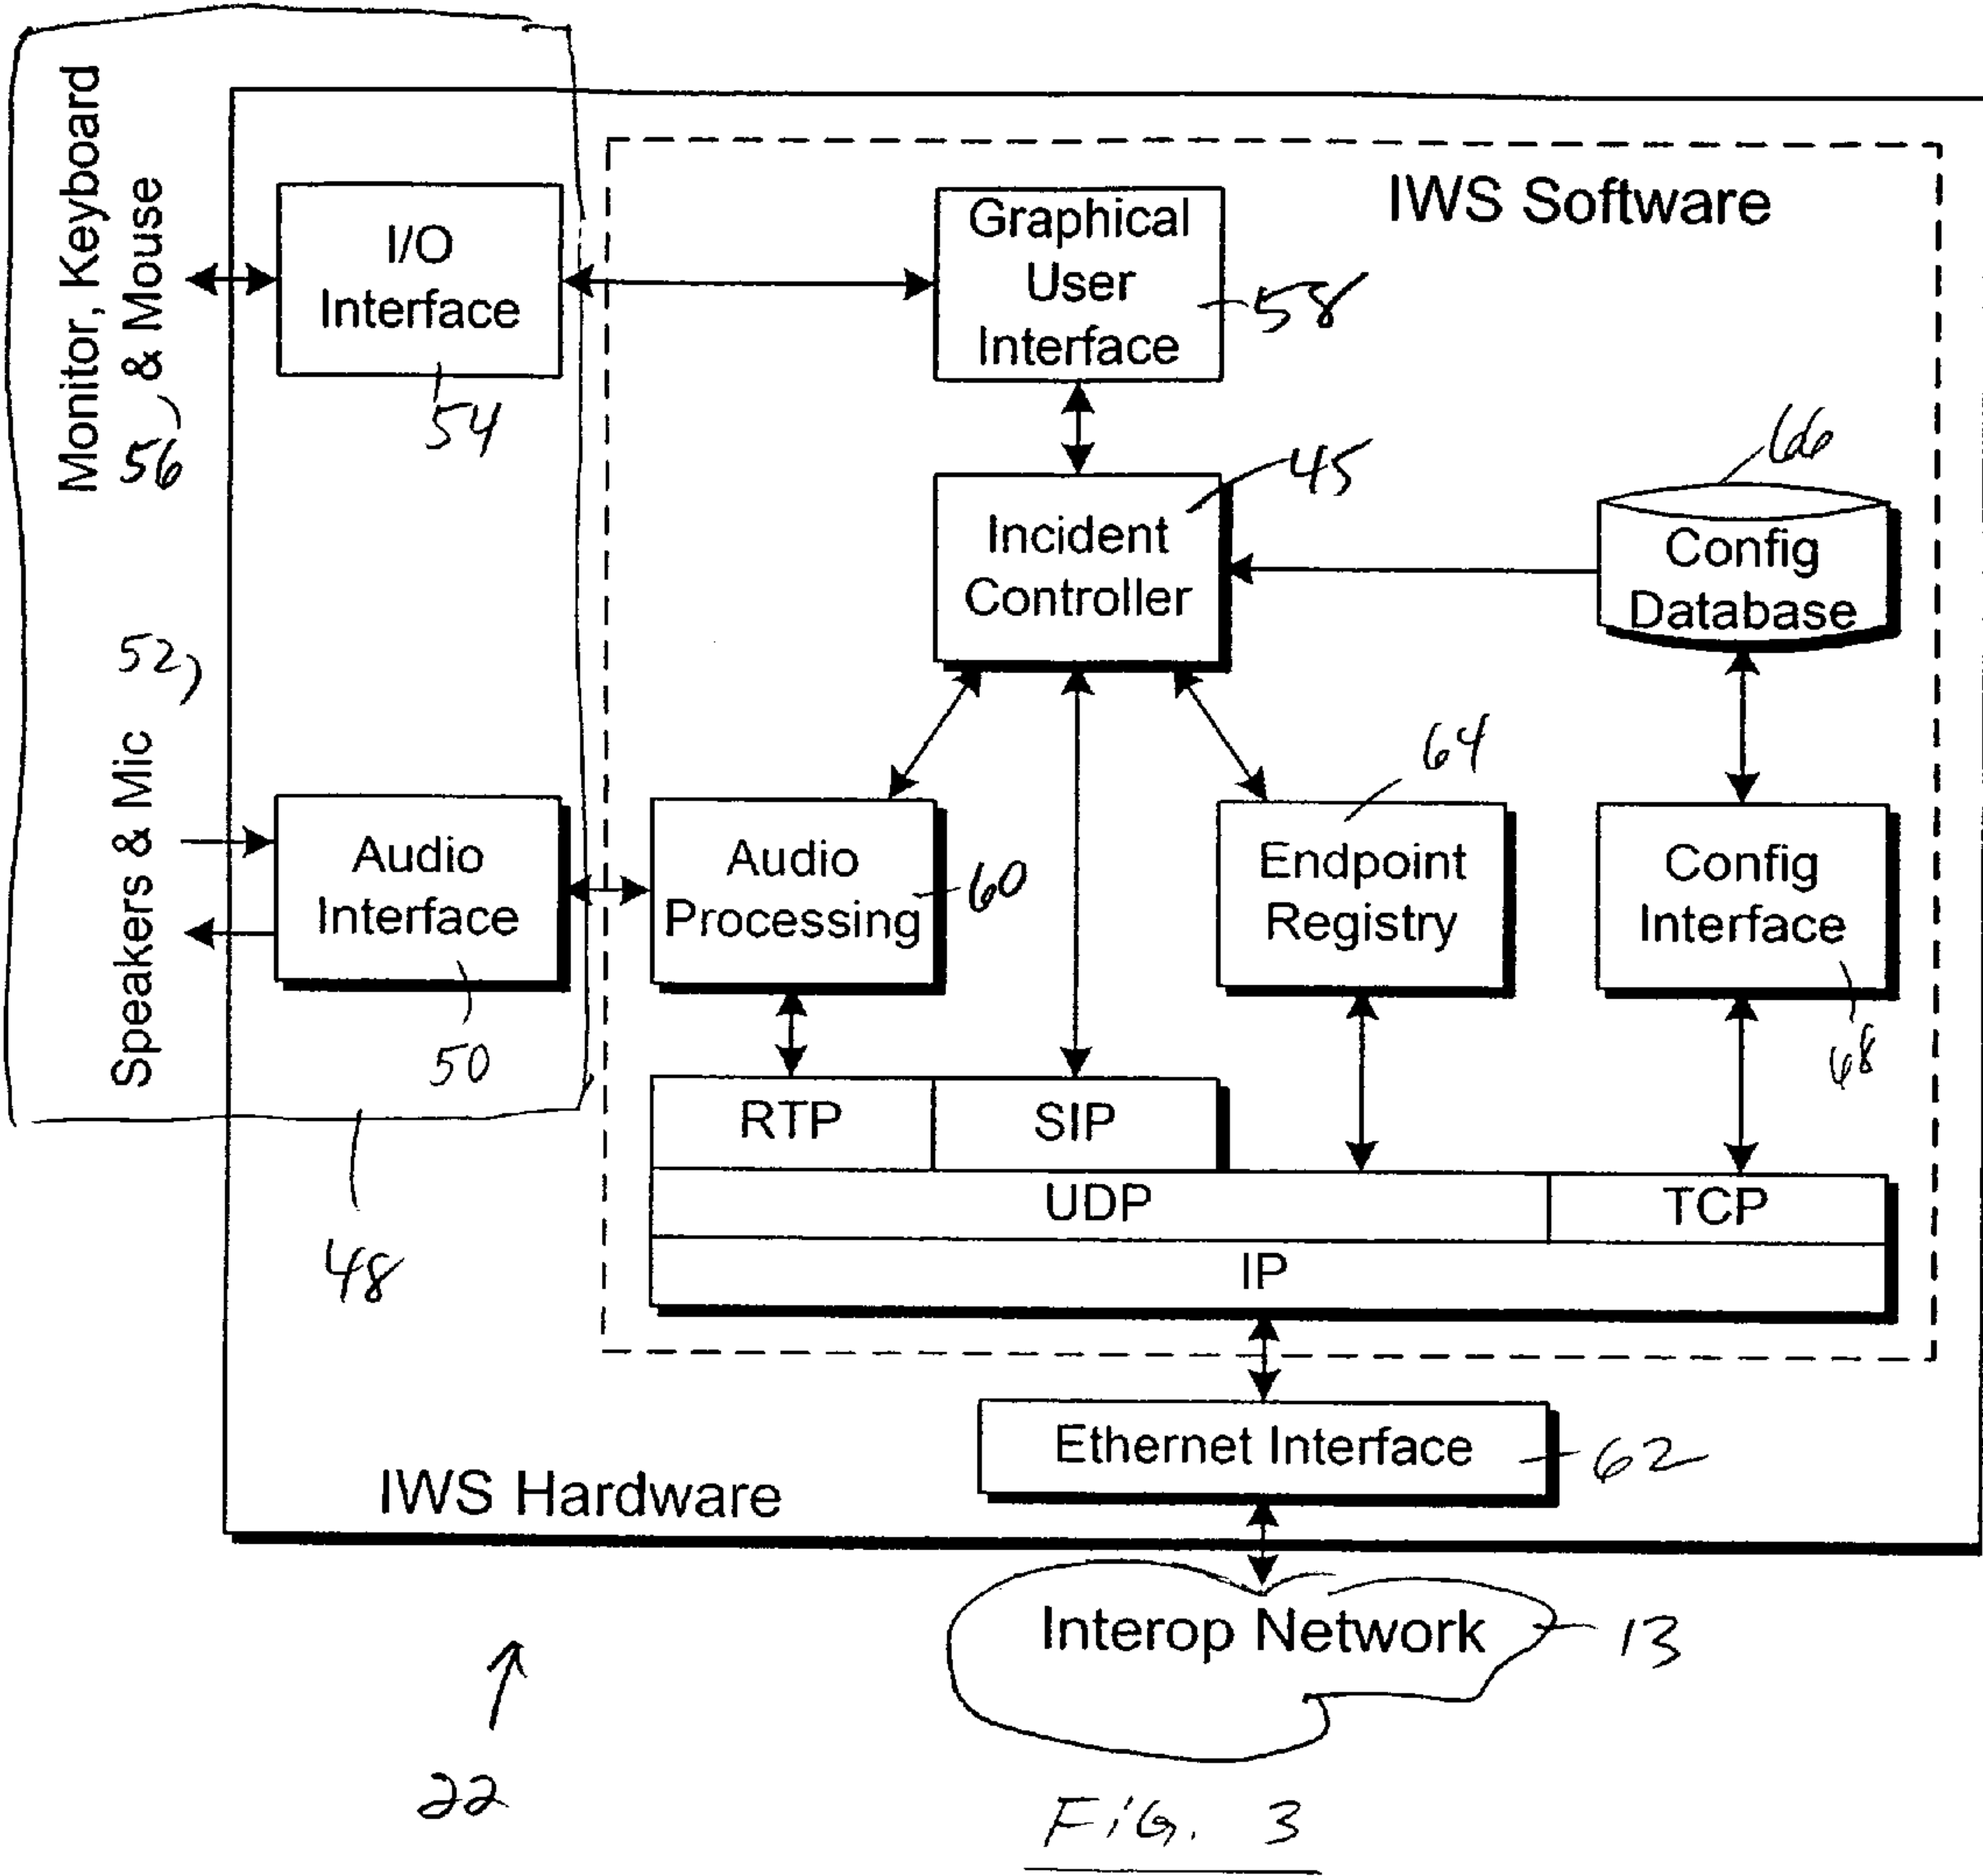 Monitor, Keyboard
& Mouse
56
I/O
Interface
54
Graphical
User
Interface
58
IWS Software
Incident
Controller
45
66
Config
Database
52
Speakers & Mic
Audio
Interface
50
Audio
Processing
60
64
Endpoint
Registry
Config
Interface
68
48
RTP
SIP
UDP
TCP
IP
Ethernet Interface
62
IWS Hardware
Interop Network
13
22
FIG. 3